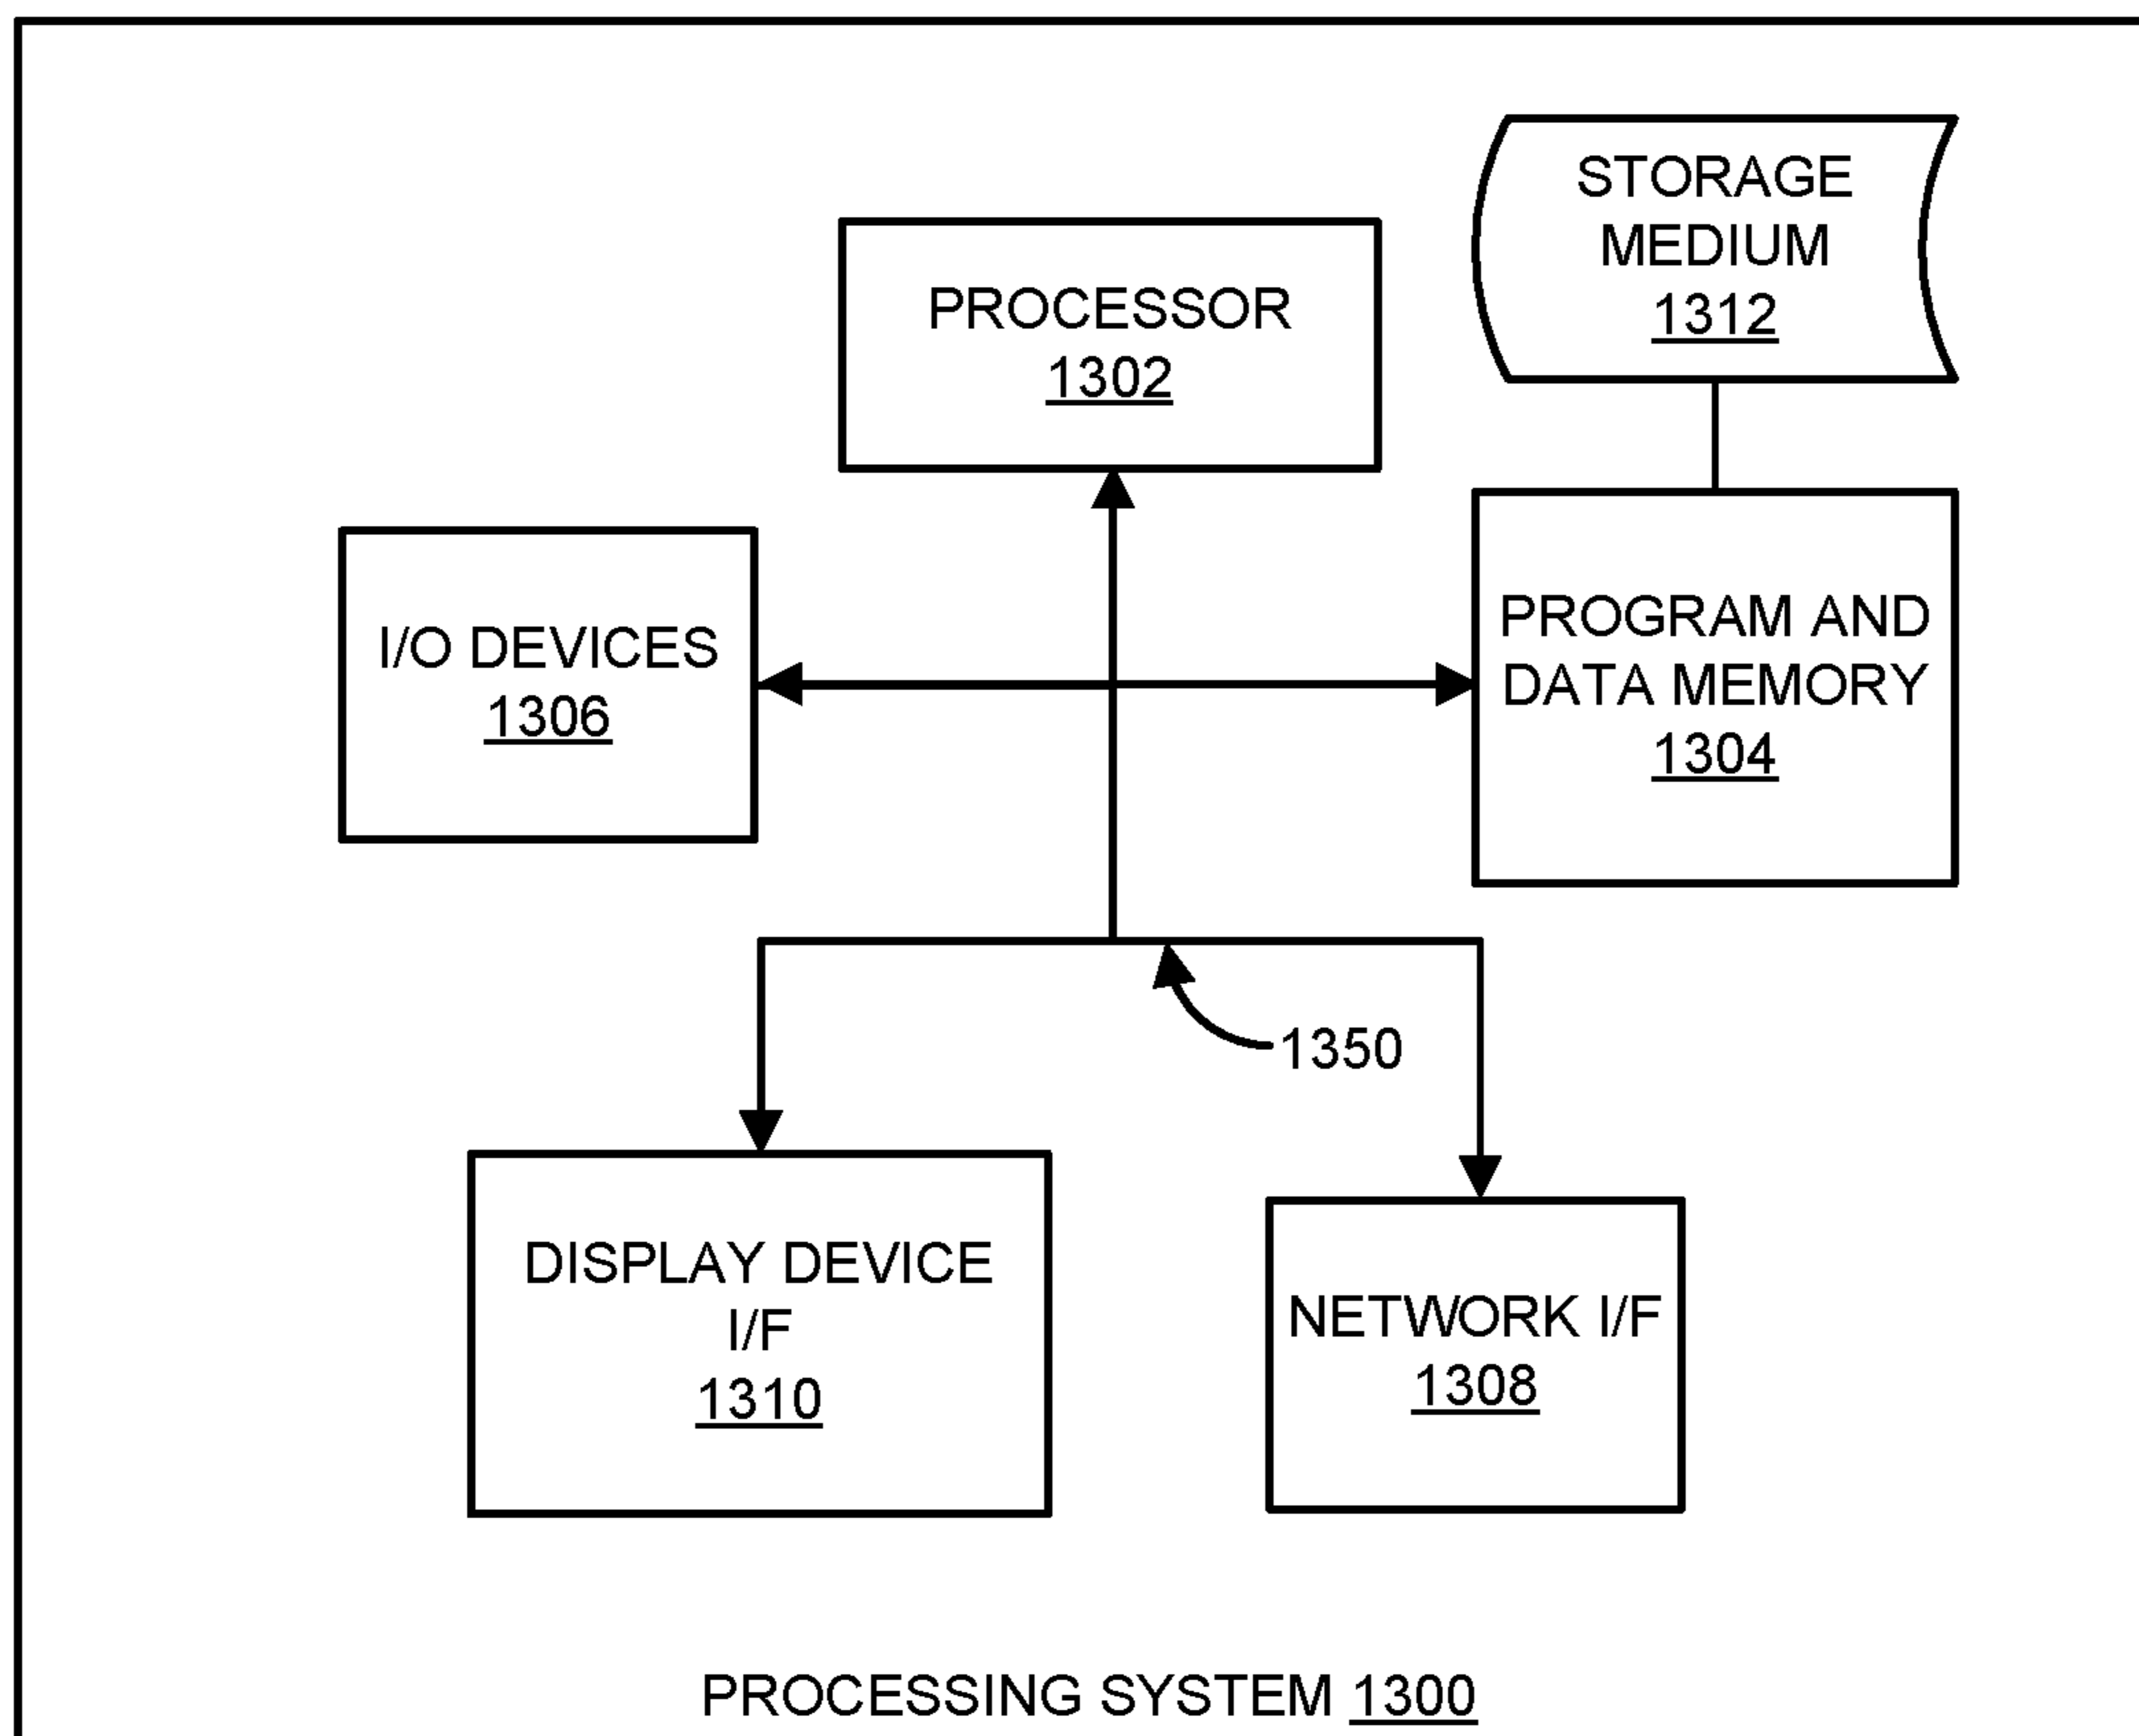 STORAGE
MEDIUM
1312
PROCESSOR
1302
I/O DEVICES
1306
PROGRAM AND
DATA MEMORY
1304
1350
DISPLAY DEVICE
I/F
1310
NETWORK I/F
1308
PROCESSING SYSTEM 1300